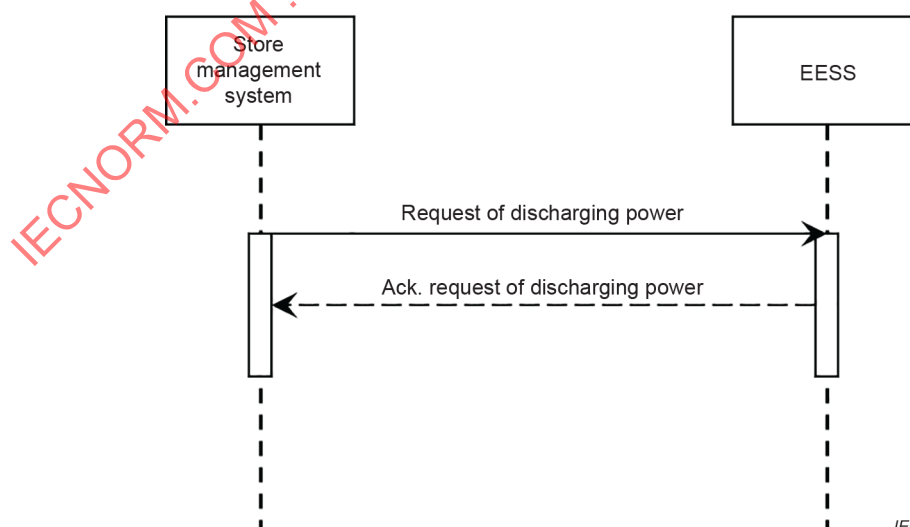 Store
management
system
EESS
IECNORM.COM
Request of discharging power
Ack. request of discharging power